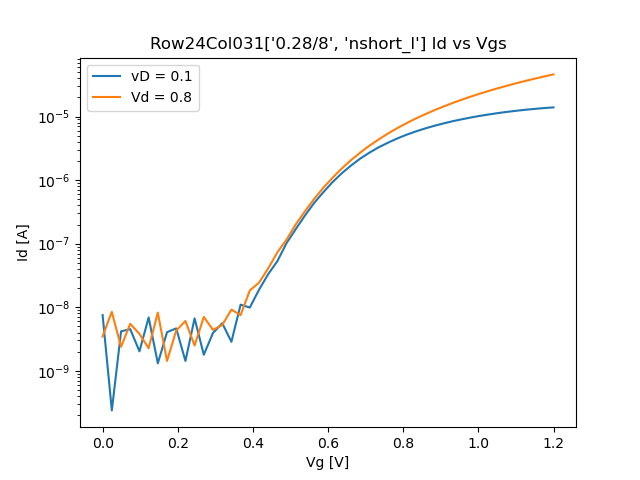 Row24Col031['0.28/8', 'nshort_l'] Id vs Vgs
vD = 0.1
Vd = 0.8
Id [A]
10⁻⁵
10⁻⁶
10⁻⁷
10⁻⁸
10⁻⁹
0.0 0.2 0.4 0.6 0.8 1.0 1.2
Vg [V]